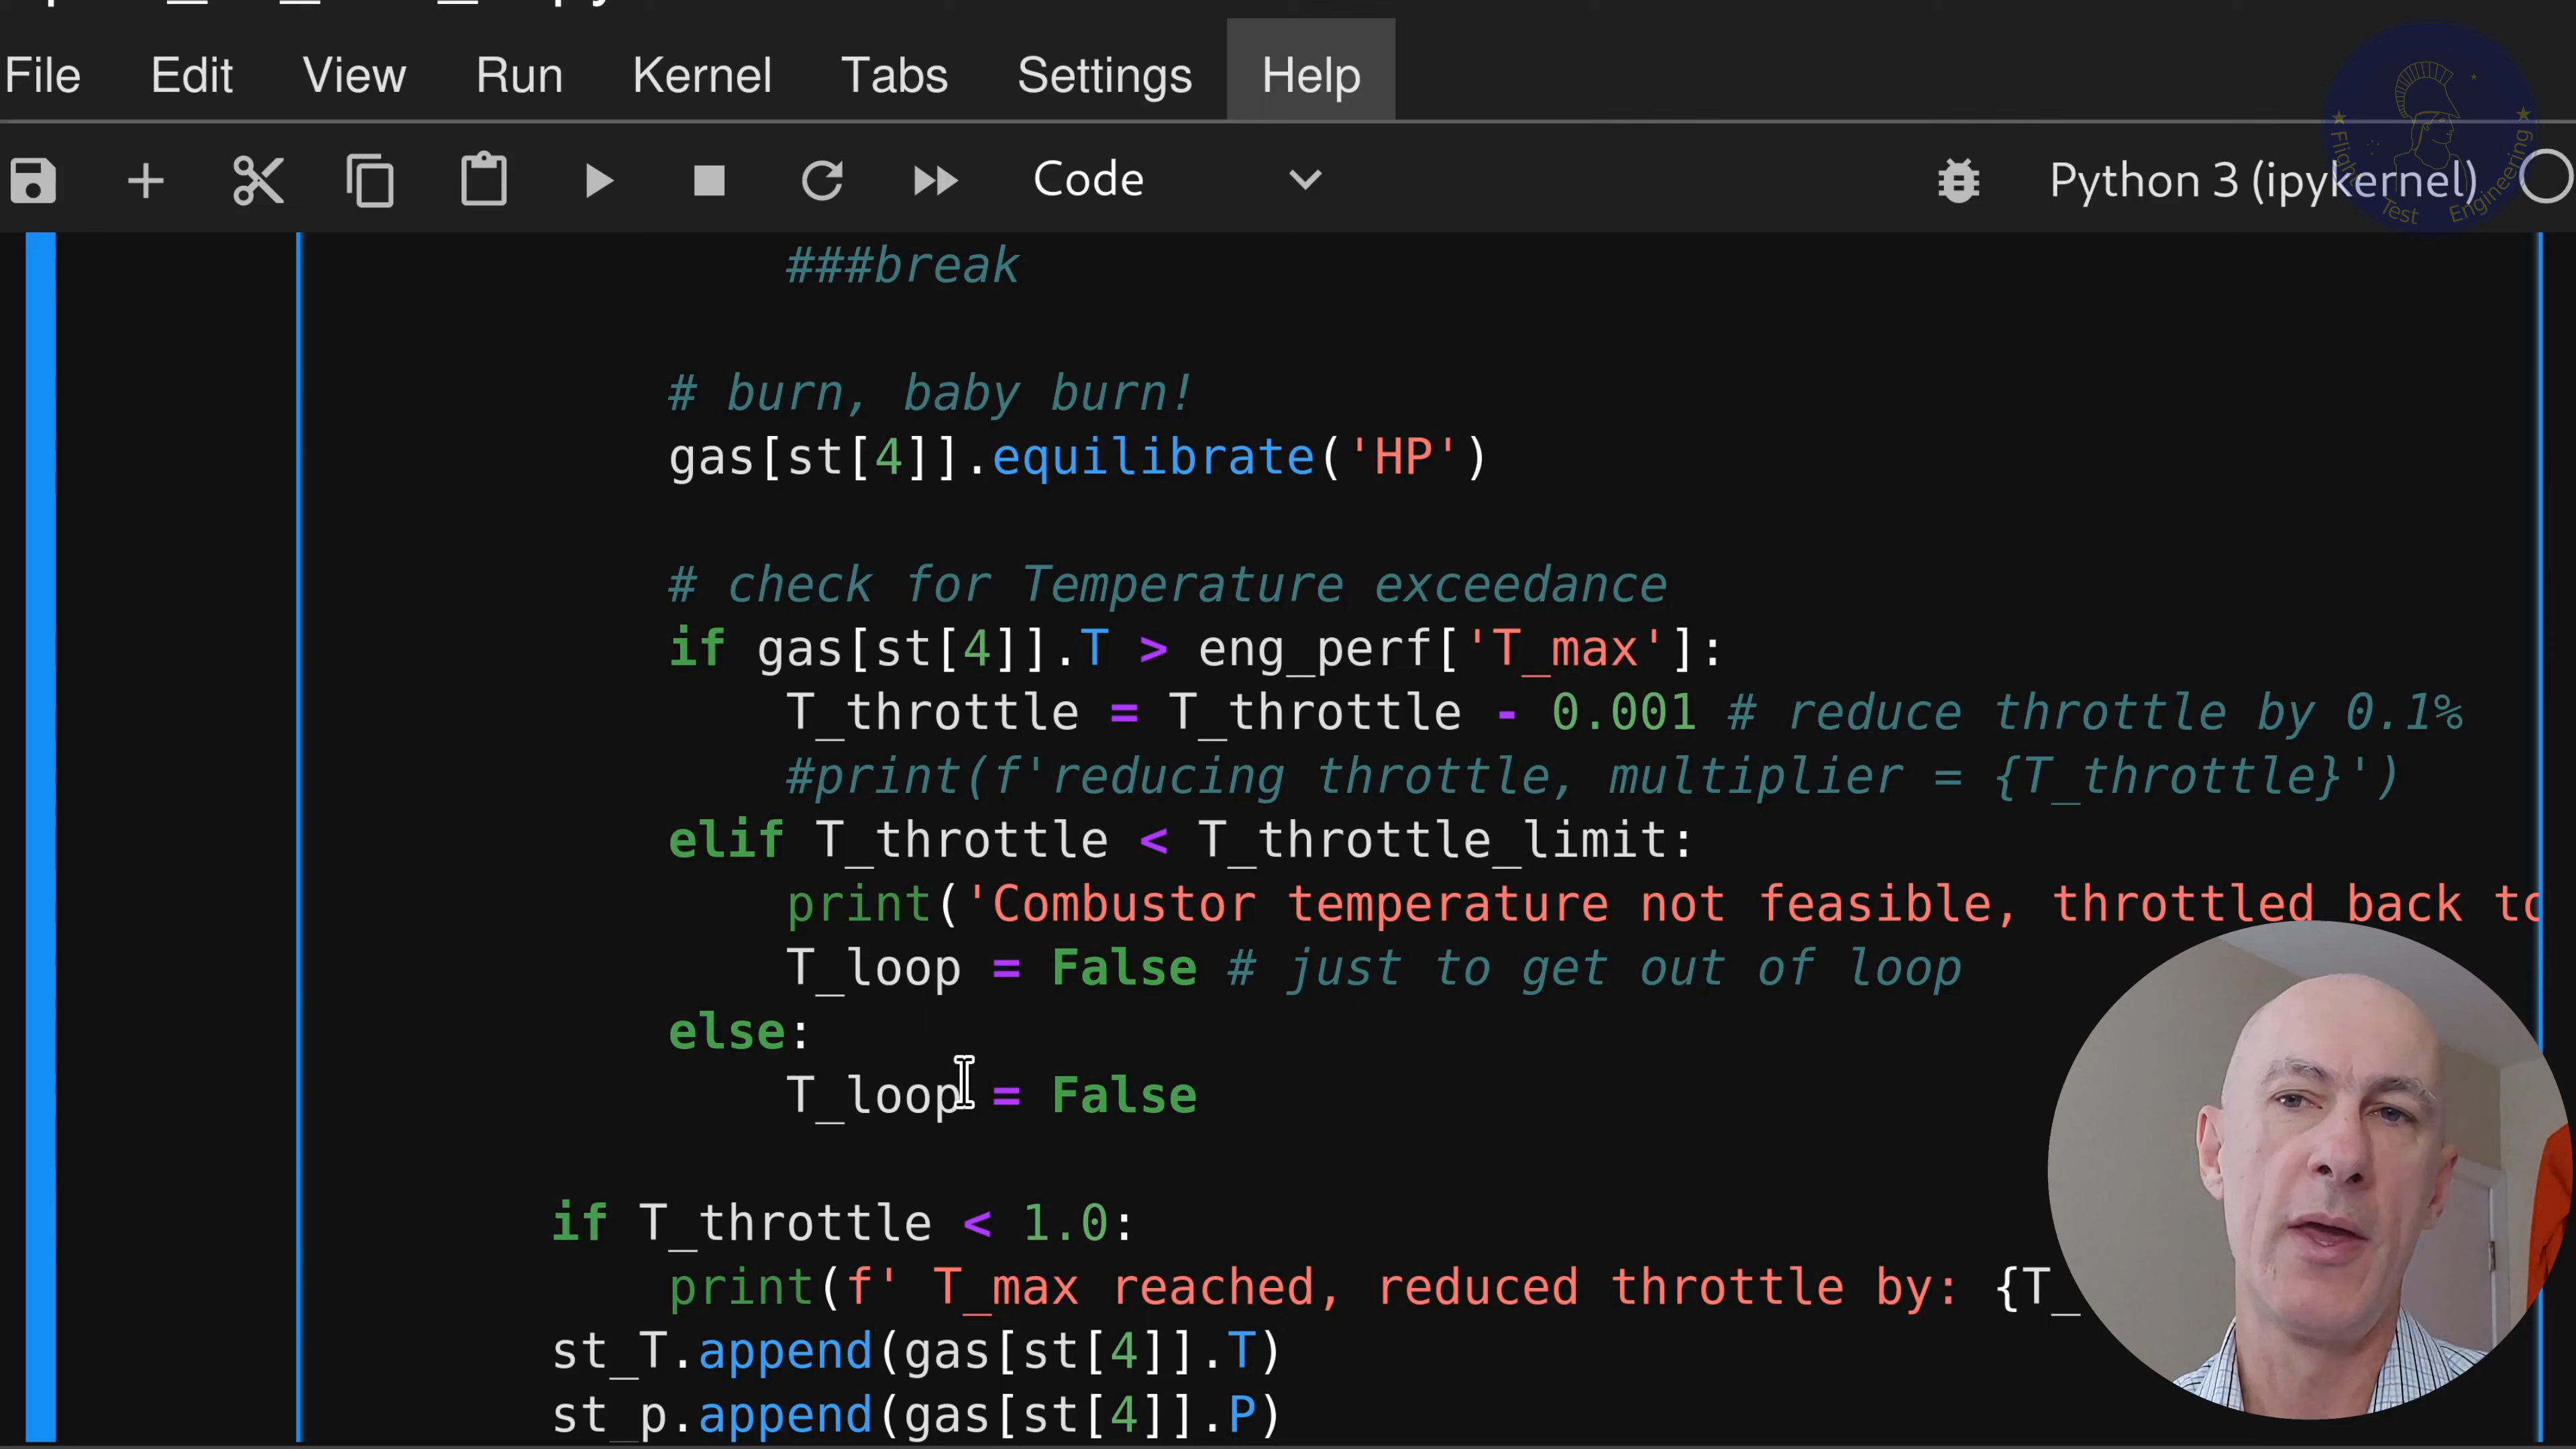 File Edit View Run Kernel Tabs Settings Help
Code Python 3 (ipykernel)
Flight Test Engineering
###break
# burn, baby burn!
gas[st[4]].equilibrate('HP')
# check for Temperature exceedance
if gas[st[4]].T > eng_perf['T_max']:
T_throttle = T_throttle - 0.001 # reduce throttle by 0.1%
#print(f'reducing throttle, multiplier = {T_throttle}')
elif T_throttle < T_throttle_limit:
print('Combustor temperature not feasible, throttled back to
T_loop = False # just to get out of loop
else:
T_loop = False
if T_throttle < 1.0:
print(f' T_max reached, reduced throttle by: {T_
st_T.append(gas[st[4]].T)
st_p.append(gas[st[4]].P)